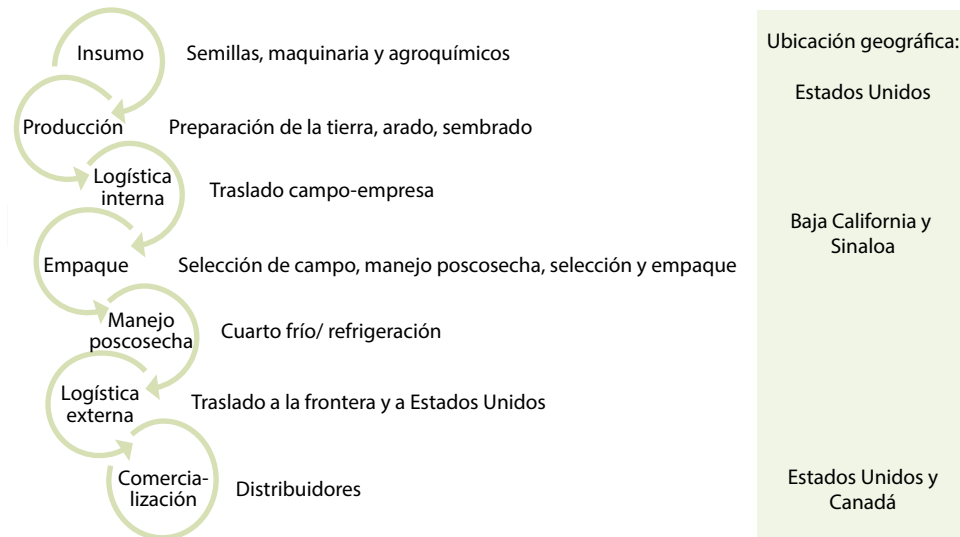 Insumo
Semillas, maquinaria y agroquímicos
Producción
Preparación de la tierra, arado, sembrado
Logística
interna
Traslado campo-empresa
Empaque
Selección de campo, manejo poscosecha, selección y empaque
Manejo
poscosecha
Cuarto frío/ refrigeración
Logística
externa
Traslado a la frontera y a Estados Unidos
Comercia-
lización
Distribuidores
Ubicación geográfica:
Estados Unidos
Baja California y
Sinaloa
Estados Unidos y
Canadá